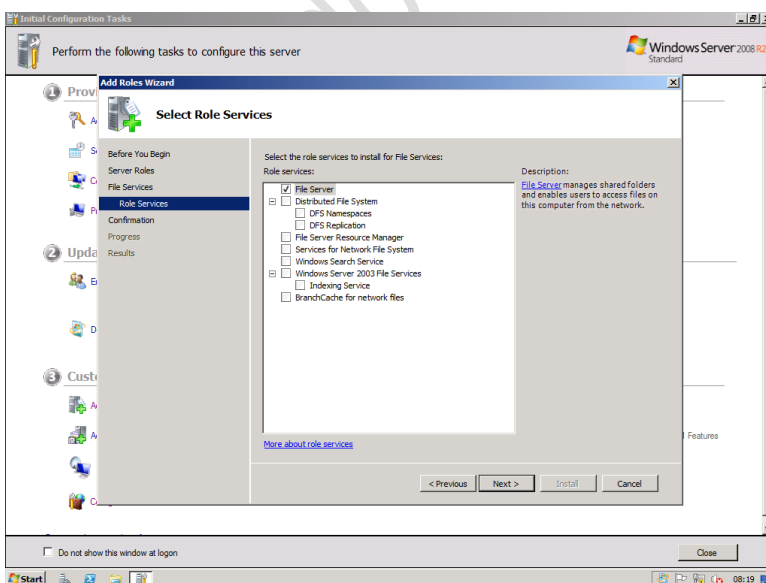 Initial Configuration Tasks
Perform the following tasks to configure this server
Windows Server 2008 R2
Standard
Add Roles Wizard
Select Role Services
Before You Begin
Server Roles
File Services
Role Services
Confirmation
Progress
Results
Select the role services to install for File Services:
Role services:
File Server
Distributed File System
DFS Namespaces
DFS Replication
File Server Resource Manager
Services for Network File System
Windows Search Service
Windows Server 2003 File Services
Indexing Service
BranchCache for network files
Description:
File Server manages shared folders
and enables users to access files on
this computer from the network.
More about role services
< Previous
Next >
Install
Cancel
1
2
3
Features
Do not show this window at logon
Close
Start
08:19